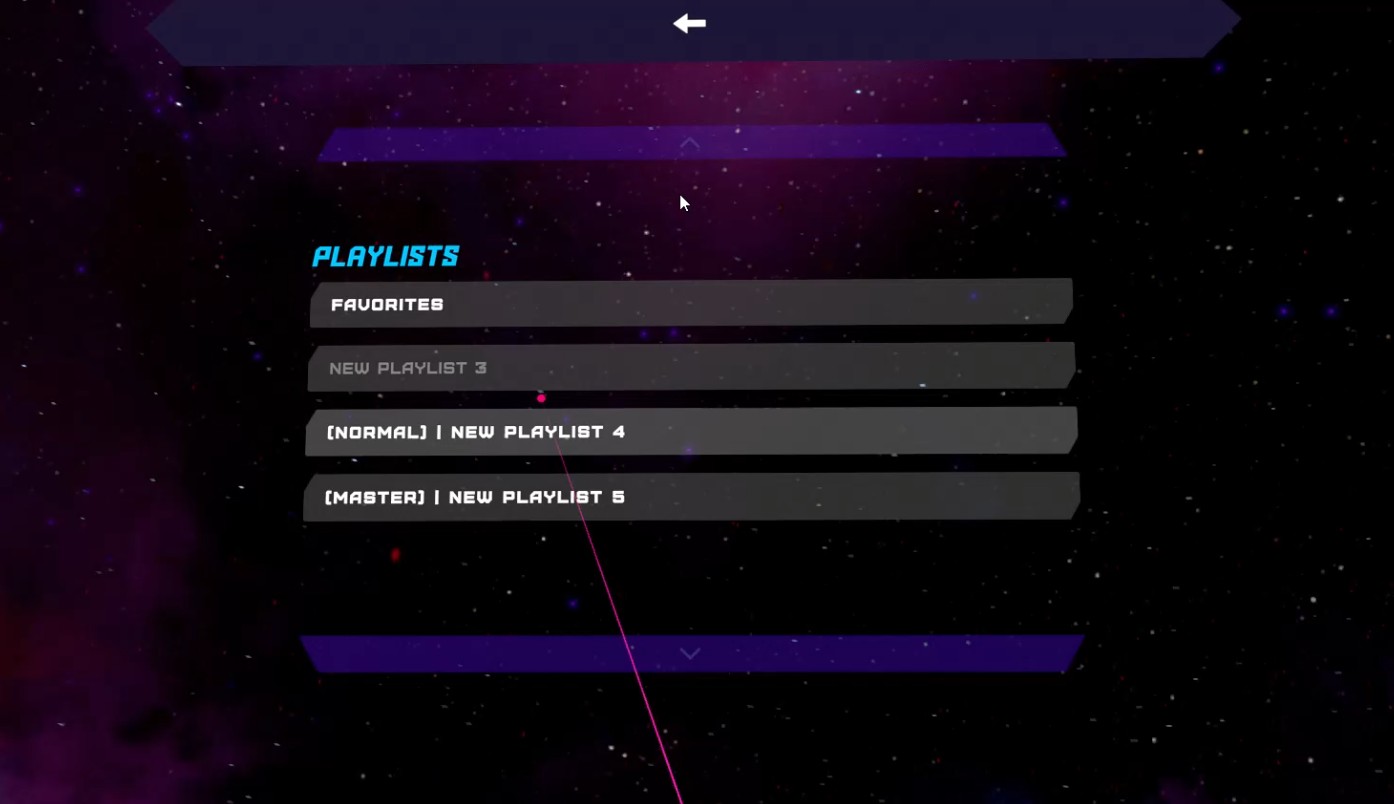 PLAYLISTS
FAVORITES
NEW PLAYLIST 3
[NORMAL] | NEW PLAYLIST 4
[MASTER] | NEW PLAYLIST 5